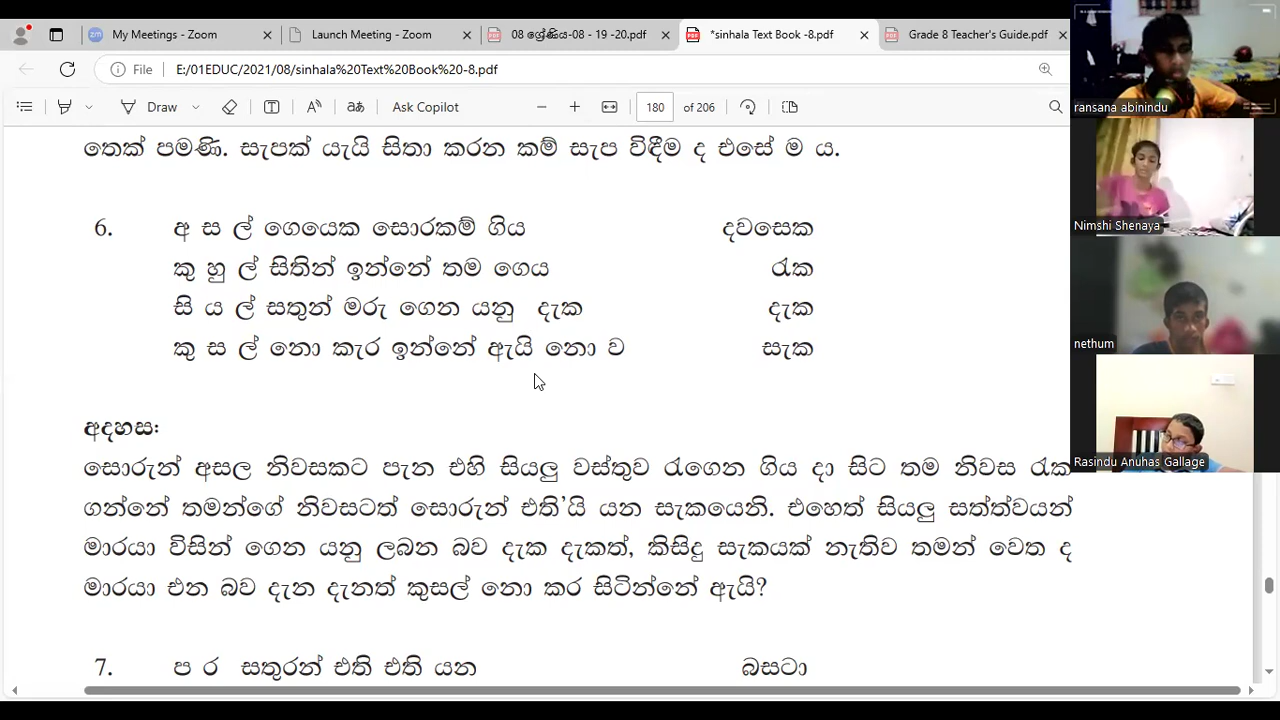 My Meetings - Zoom
Launch Meeting - Zoom
08 ශ්‍රේණිය-08 - 19 -20.pdf
*sinhala Text Book -8.pdf
Grade 8 Teacher's Guide.pdf
File E:/01EDUC/2021/08/sinhala%20Text%20Book%20-8.pdf
Draw
Ask Copilot
180 of 206
තෙක් පමණි. සැපක් යැයි සිතා කරන කම් සැප විඳීම ද එසේ ම ය.
6. අ ස ල් ගෙයෙක සොරකම් ගිය දවසෙක
කු හු ල් සිතින් ඉන්නේ තම ගෙය රැක
සි ය ල් සතුන් මරු ගෙන යනු දැක දැක
කු ස ල් නො කැර ඉන්නේ ඇයි නො ව සැක
අදහස:
සොරුන් අසල නිවසකට පැන එහි සියලු වස්තුව රැගෙන ගිය දා සිට තම නිවස රැක
ගන්නේ තමන්ගේ නිවසටත් සොරුන් එති'යි යන සැකයෙනි. එහෙත් සියලු සත්ත්වයන්
මාරයා විසින් ගෙන යනු ලබන බව දැක දැකත්, කිසිදු සැකයක් නැතිව තමන් වෙත ද
මාරයා එන බව දැන දැනත් කුසල් නො කර සිටින්නේ ඇයි?
7. ප ර සතුරන් එති එති යන බසටා
ransana abinindu
Nimshi Shenaya
nethum
Rasindu Anuhas Gallage